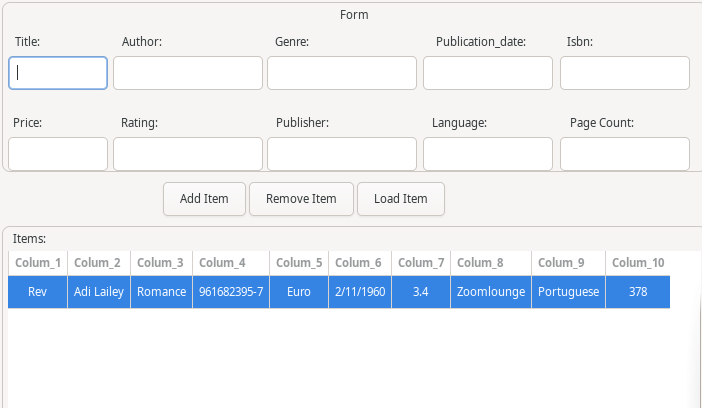 Form
Title: Author: Genre: Publication_date: Isbn:
Price: Rating: Publisher: Language: Page Count:
Add Item Remove Item Load Item
Items:
Colum_1 Colum_2 Colum_3 Colum_4 Colum_5 Colum_6 Colum_7 Colum_8 Colum_9 Colum_10
Rev Adi Lailey Romance 961682395-7 Euro 2/11/1960 3.4 Zoomlounge Portuguese 378